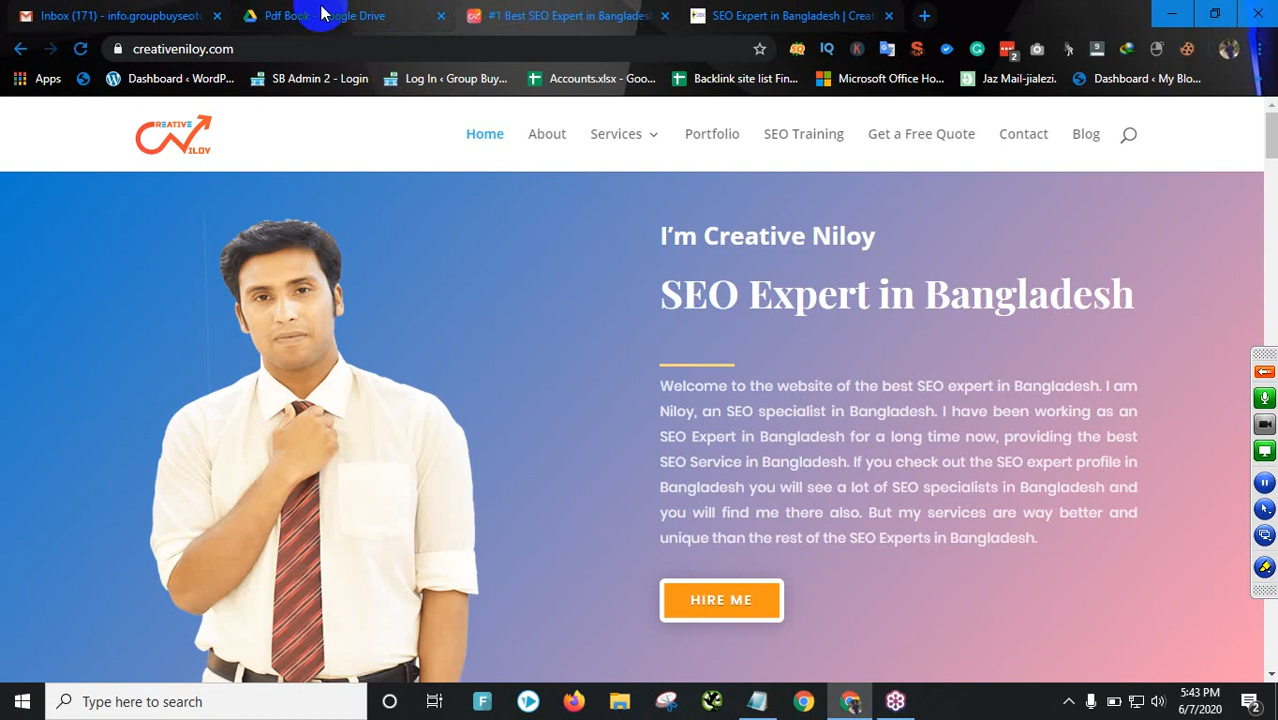 Inbox (171) - info.groupbuyseoto
Pdf Book - Google Drive
#1 Best SEO Expert in Bangladesh
SEO Expert in Bangladesh | Creat
creativeniloy.com
Apps
Dashboard ‹ WordP...
SB Admin 2 - Login
Log In ‹ Group Buy...
Accounts.xlsx - Goo...
Backlink site list Fin...
Microsoft Office Ho...
Jaz Mail-jialezi.
Dashboard ‹ My Blo...
CREATIVE NILOY
Home
About
Services
Portfolio
SEO Training
Get a Free Quote
Contact
Blog
I'm Creative Niloy
SEO Expert in Bangladesh
Welcome to the website of the best SEO expert in Bangladesh. I am
Niloy, an SEO specialist in Bangladesh. I have been working as an
SEO Expert in Bangladesh for a long time now, providing the best
SEO Service in Bangladesh. If you check out the SEO expert profile in
Bangladesh you will see a lot of SEO specialists in Bangladesh and
you will find me there also. But my services are way better and
unique than the rest of the SEO Experts in Bangladesh.
HIRE ME
Type here to search
5:43 PM
6/7/2020